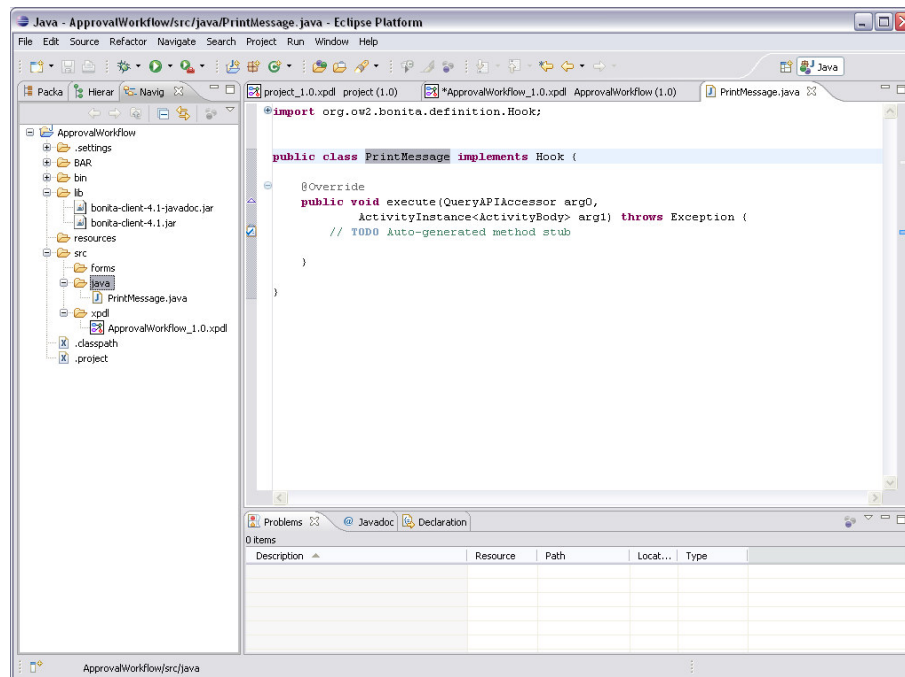 Java - ApprovalWorkflow/src/java/PrintMessage.java - Eclipse Platform
File Edit Source Refactor Navigate Search Project Run Window Help
Java
Packa Hierar Navig
project_1.0.xpdl project (1.0) *ApprovalWorkflow_1.0.xpdl ApprovalWorkflow (1.0) PrintMessage.java
ApprovalWorkflow
.settings
BAR
bin
lib
bonita-client-4.1-javadoc.jar
bonita-client-4.1.jar
resources
src
forms
java
PrintMessage.java
xpdl
ApprovalWorkflow_1.0.xpdl
.classpath
.project
import org.ow2.bonita.definition.Hook;
public class PrintMessage implements Hook {
@Override
public void execute(QueryAPIAccessor arg0,
ActivityInstance<ActivityBody> arg1) throws Exception {
// TODO Auto-generated method stub
}
}
Problems Javadoc Declaration
0 items
Description Resource Path Locat... Type
ApprovalWorkflow/src/java